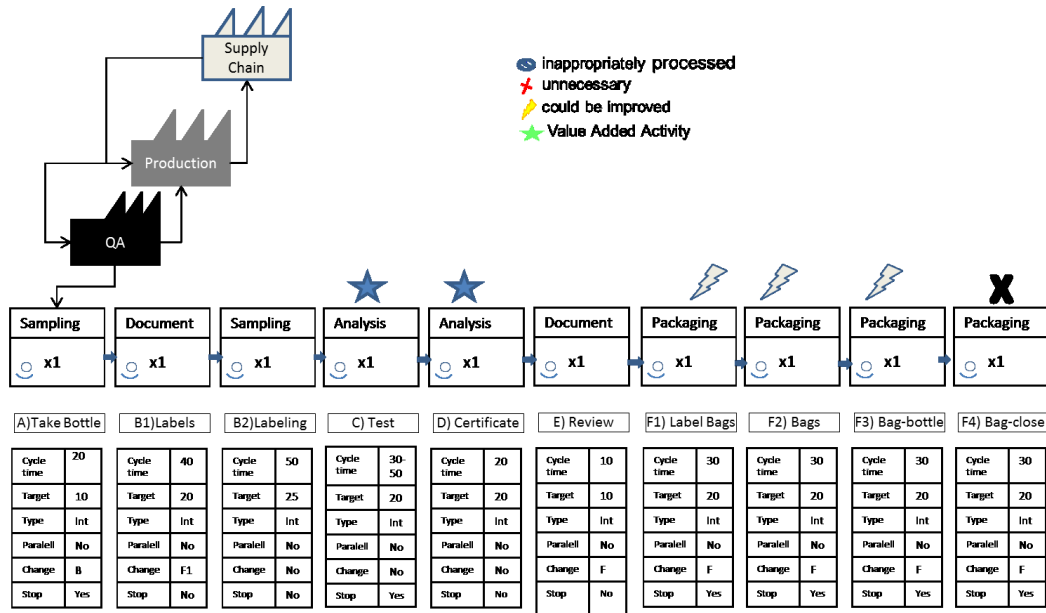 Supply
Chain
Production
QA
inappropriately processed
unnecessary
could be improved
Value Added Activity
Sampling Document Sampling Analysis Analysis Document Packaging Packaging Packaging Packaging
x1 x1 x1 x1 x1 x1 x1 x1 x1 x1
A)Take Bottle B1)Labels B2)Labeling C) Test D) Certificate E) Review F1) Label Bags F2) Bags F3) Bag-bottle F4) Bag-close
Cycle time 20 Cycle time 40 Cycle time 50 Cycle time 30-50 Cycle time 20 Cycle time 10 Cycle time 30 Cycle time 30 Cycle time 30 Cycle time 30
Target 10 Target 20 Target 25 Target 20 Target 20 Target 10 Target 20 Target 20 Target 20 Target 20
Type Int Type Int Type Int Type Int Type Int Type Int Type Int Type Int Type Int Type Int
Paralell No Paralell No Paralell No Paralell No Paralell No Paralell No Paralell No Paralell No Paralell No Paralell No
Change B Change F1 Change No Change No Change No Change F Change F Change F Change F Change F
Stop Yes Stop No Stop No Stop Yes Stop No Stop No Stop Yes Stop Yes Stop Yes Stop Yes